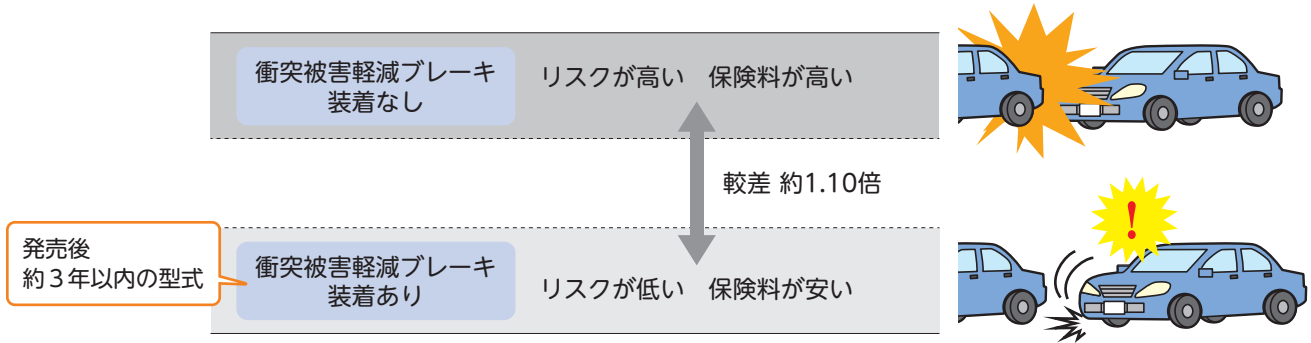 衝突被害軽減ブレーキ
装着なし
リスクが高い 保険料が高い
較差 約1.10倍
発売後
約3年以内の型式
衝突被害軽減ブレーキ
装着あり
リスクが低い 保険料が安い
!